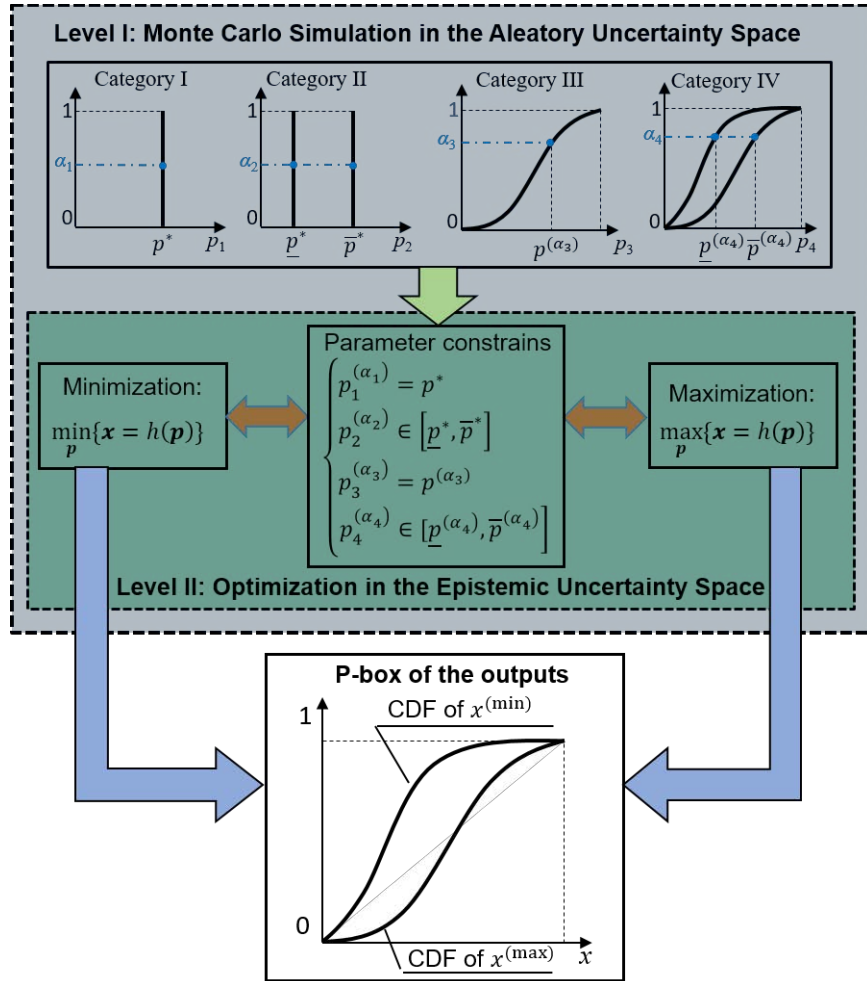 Level I: Monte Carlo Simulation in the Aleatory Uncertainty Space
Category I
Category II
Category III
Category IV
1
α₁
0
p*
p₁
1
α₂
0
p̲*
p̅*
p₂
1
α₃
0
p^(α₃)
p₃
1
α₄
0
p̲^(α₄)
p̅^(α₄)
p₄
Minimization:
min_p{x = h(p)}
Parameter constrains
p₁^(α₁) = p*
p₂^(α₂) ∈ [p̲*, p̅*]
p₃^(α₃) = p^(α₃)
p₄^(α₄) ∈ [p̲^(α₄), p̅^(α₄)]
Maximization:
max_p{x = h(p)}
Level II: Optimization in the Epistemic Uncertainty Space
P-box of the outputs
CDF of x^(min)
1
0
CDF of x^(max)
x